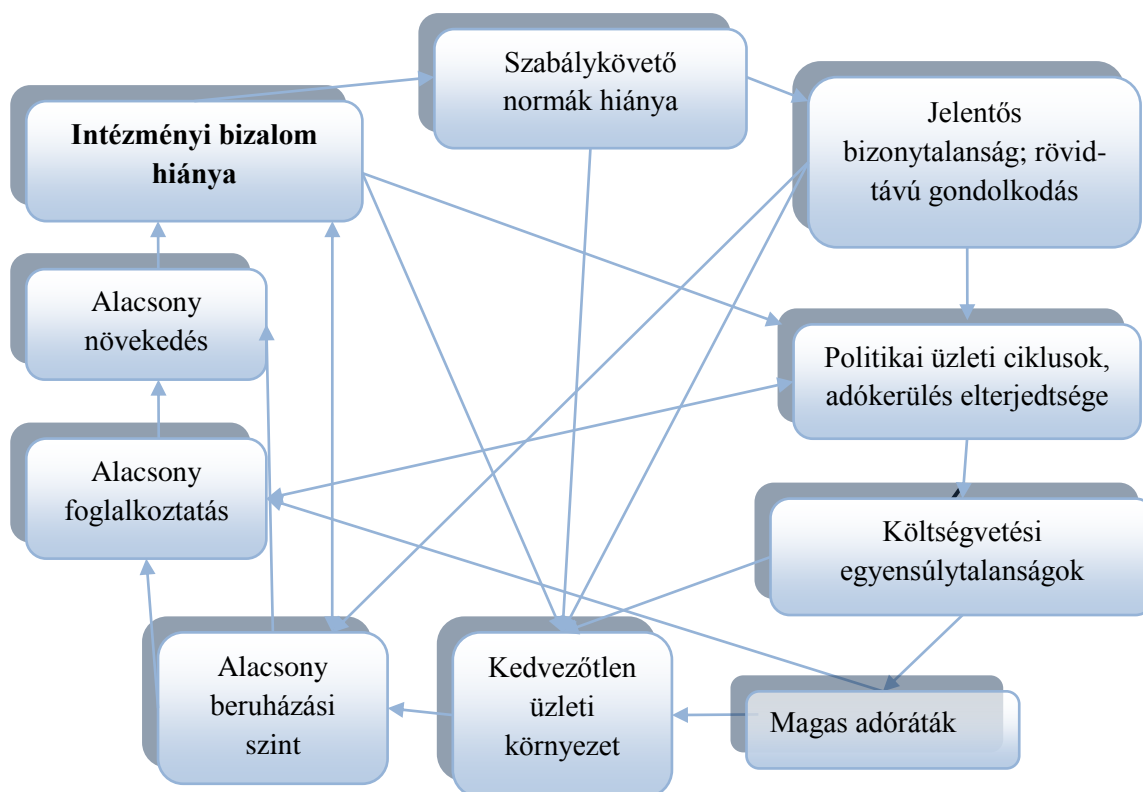 Szabálykövető
normák hiánya
Jelentős
bizonytalanság; rövid-
távú gondolkodás
Intézményi bizalom
hiánya
Alacsony
növekedés
Politikai üzleti ciklusok,
adókerülés elterjedtsége
Alacsony
foglalkoztatás
Költségvetési
egyensúlytalanságok
Alacsony
beruházási
szint
Kedvezőtlen
üzleti
környezet
Magas adóráták